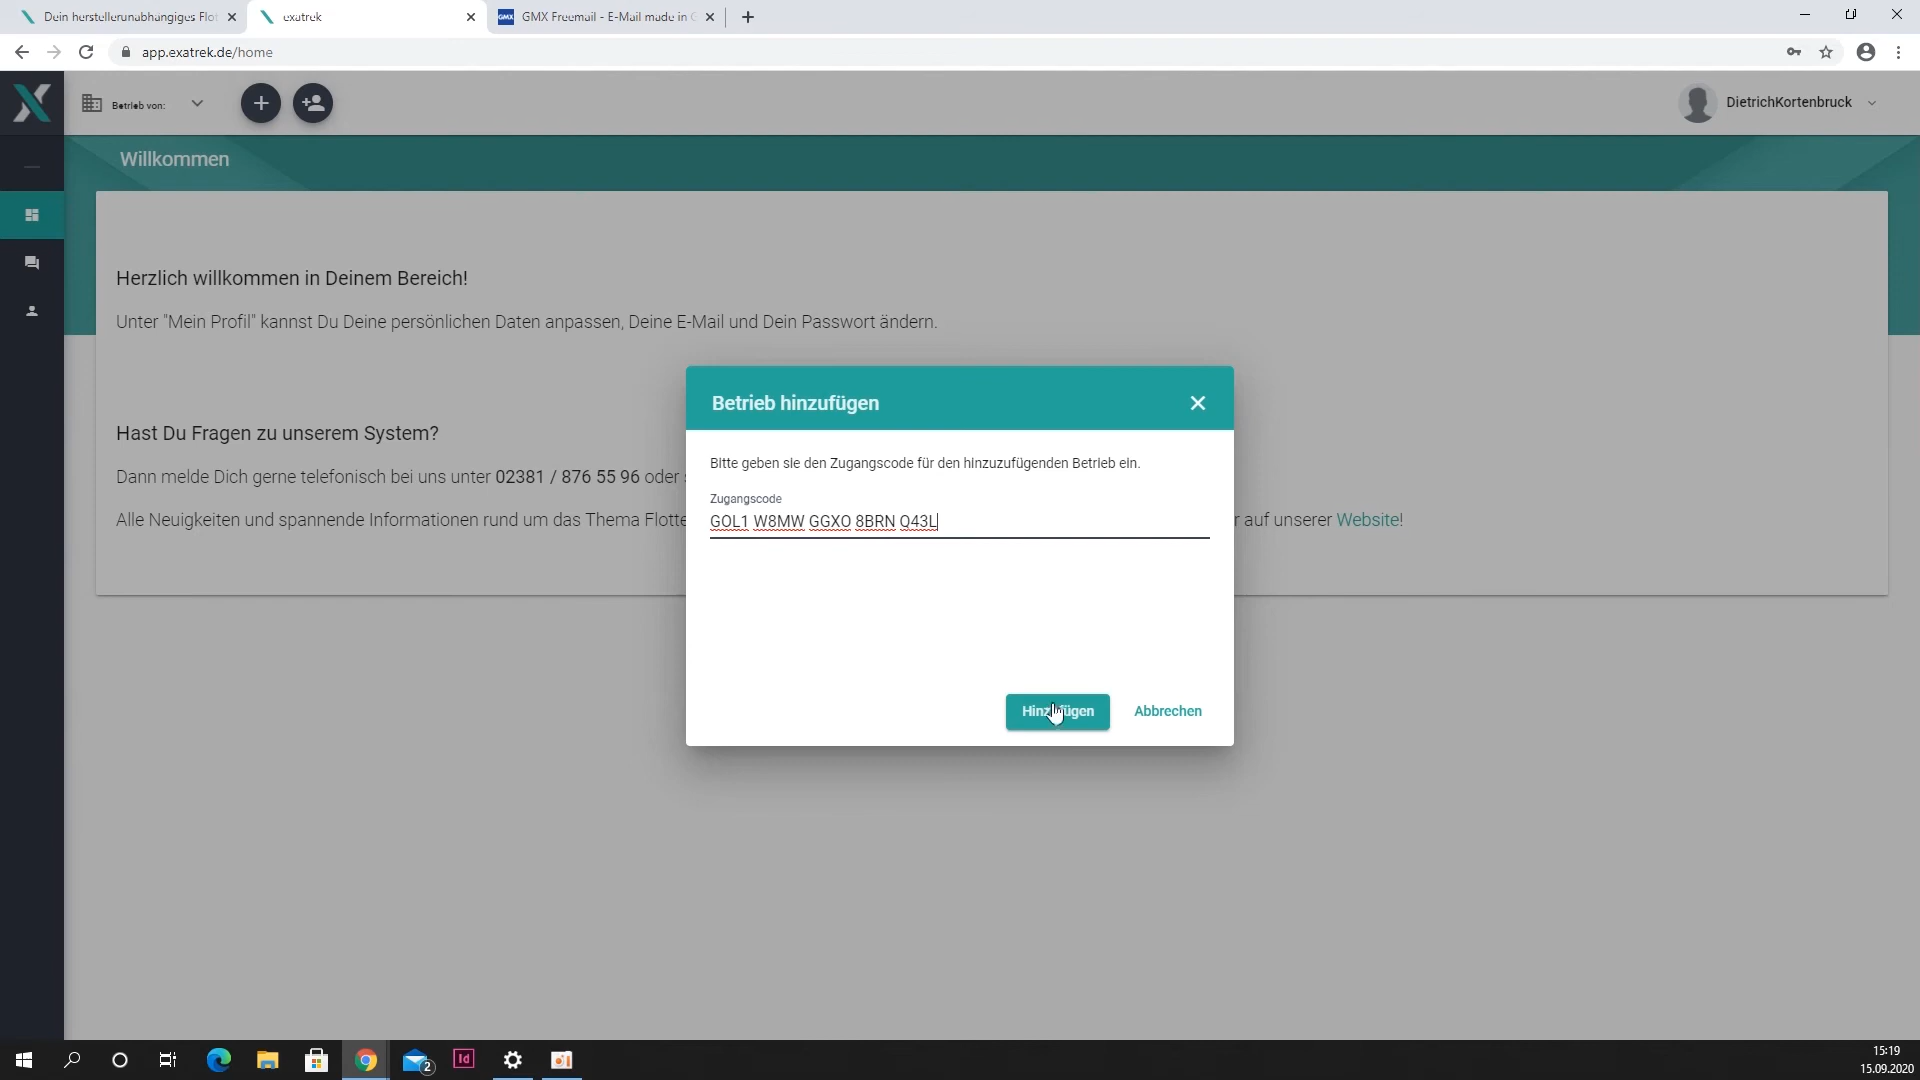 Dein herstellerunabhängiges Flot
exatrek
GMX Freemail - E-Mail made in G
app.exatrek.de/home
Betrieb von:
DietrichKortenbruck
Willkommen
Herzlich willkommen in Deinem Bereich!
Unter "Mein Profil" kannst Du Deine persönlichen Daten anpassen, Deine E-Mail und Dein Passwort ändern.
Hast Du Fragen zu unserem System?
Dann melde Dich gerne telefonisch bei uns unter 02381 / 876 55 96 oder
Alle Neuigkeiten und spannende Informationen rund um das Thema Flotte
r auf unserer Website!
Betrieb hinzufügen
Bitte geben sie den Zugangscode für den hinzuzufügenden Betrieb ein.
Zugangscode
GOL1 W8MW GGXO 8BRN Q43L
Hinzufügen
Abbrechen
2
Id
15:19
15.09.2020